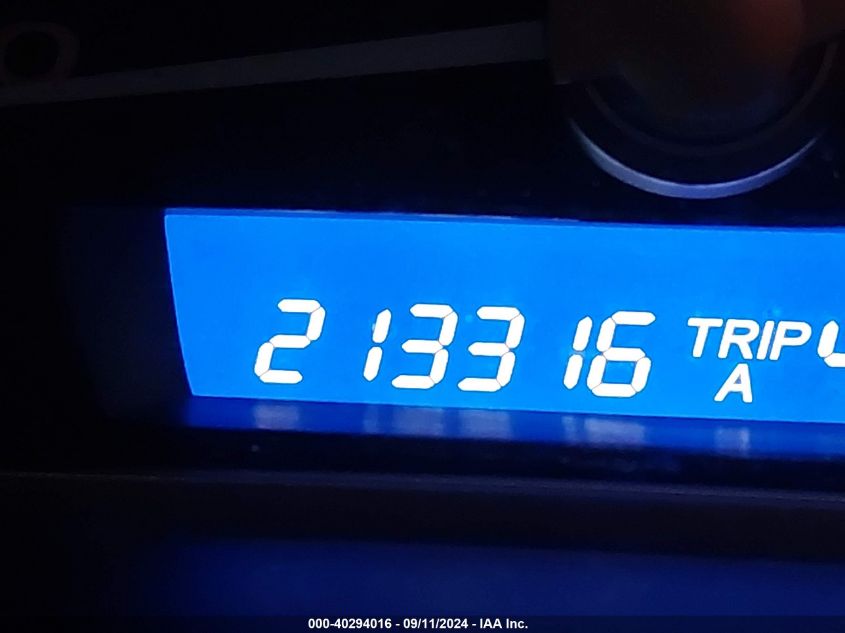 213316 TRIP
A
000-40294016 - 09/11/2024 - IAA Inc.